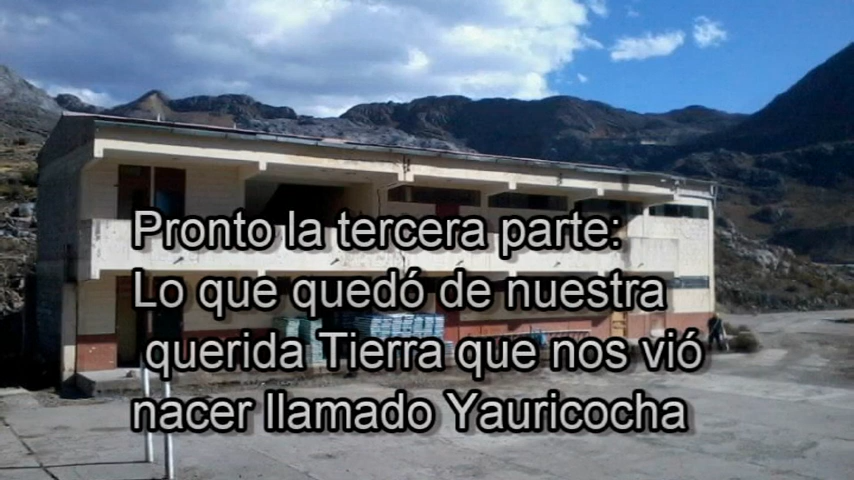 Pronto la tercera parte:
Lo que quedó de nuestra
querida Tierra que nos vió
nacer llamado Yauricocha